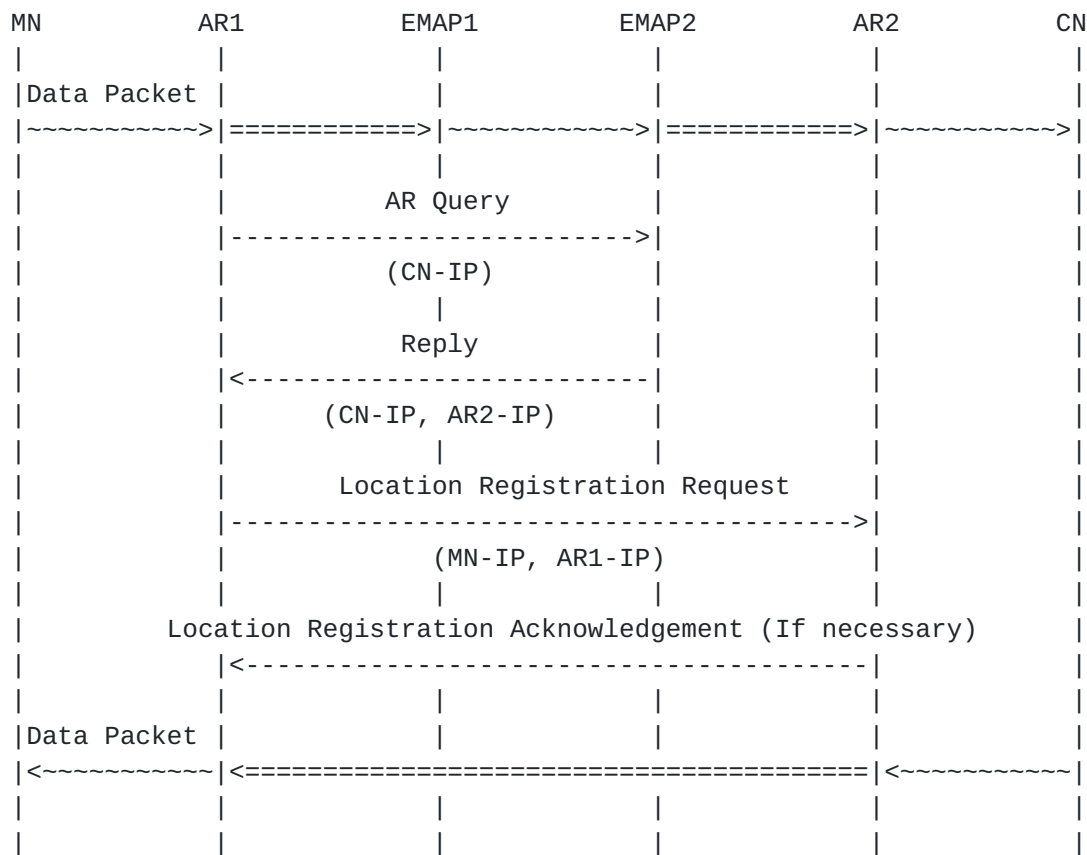 MN AR1 EMAP1 EMAP2 AR2 CN
| | | | | |
|Data Packet | | | | |
|~~~~~~~~~~~>|============>|~~~~~~~~~~~~>|============>|~~~~~~~~~~~>|
| | | | | |
| | AR Query | | |
| |-------------------------->| | |
| | (CN-IP) | | |
| | | | | |
| | Reply | | |
| |<--------------------------| | |
| | (CN-IP, AR2-IP) | | |
| | | | | |
| | Location Registration Request | |
| |---------------------------------------->| |
| | (MN-IP, AR1-IP) | |
| | | | | |
| Location Registration Acknowledgement (If necessary) |
| |<----------------------------------------| |
| | | | | |
|Data Packet | | | | |
|<~~~~~~~~~~~|<========================================|<~~~~~~~~~~~|
| | | | | |
| | | | | |